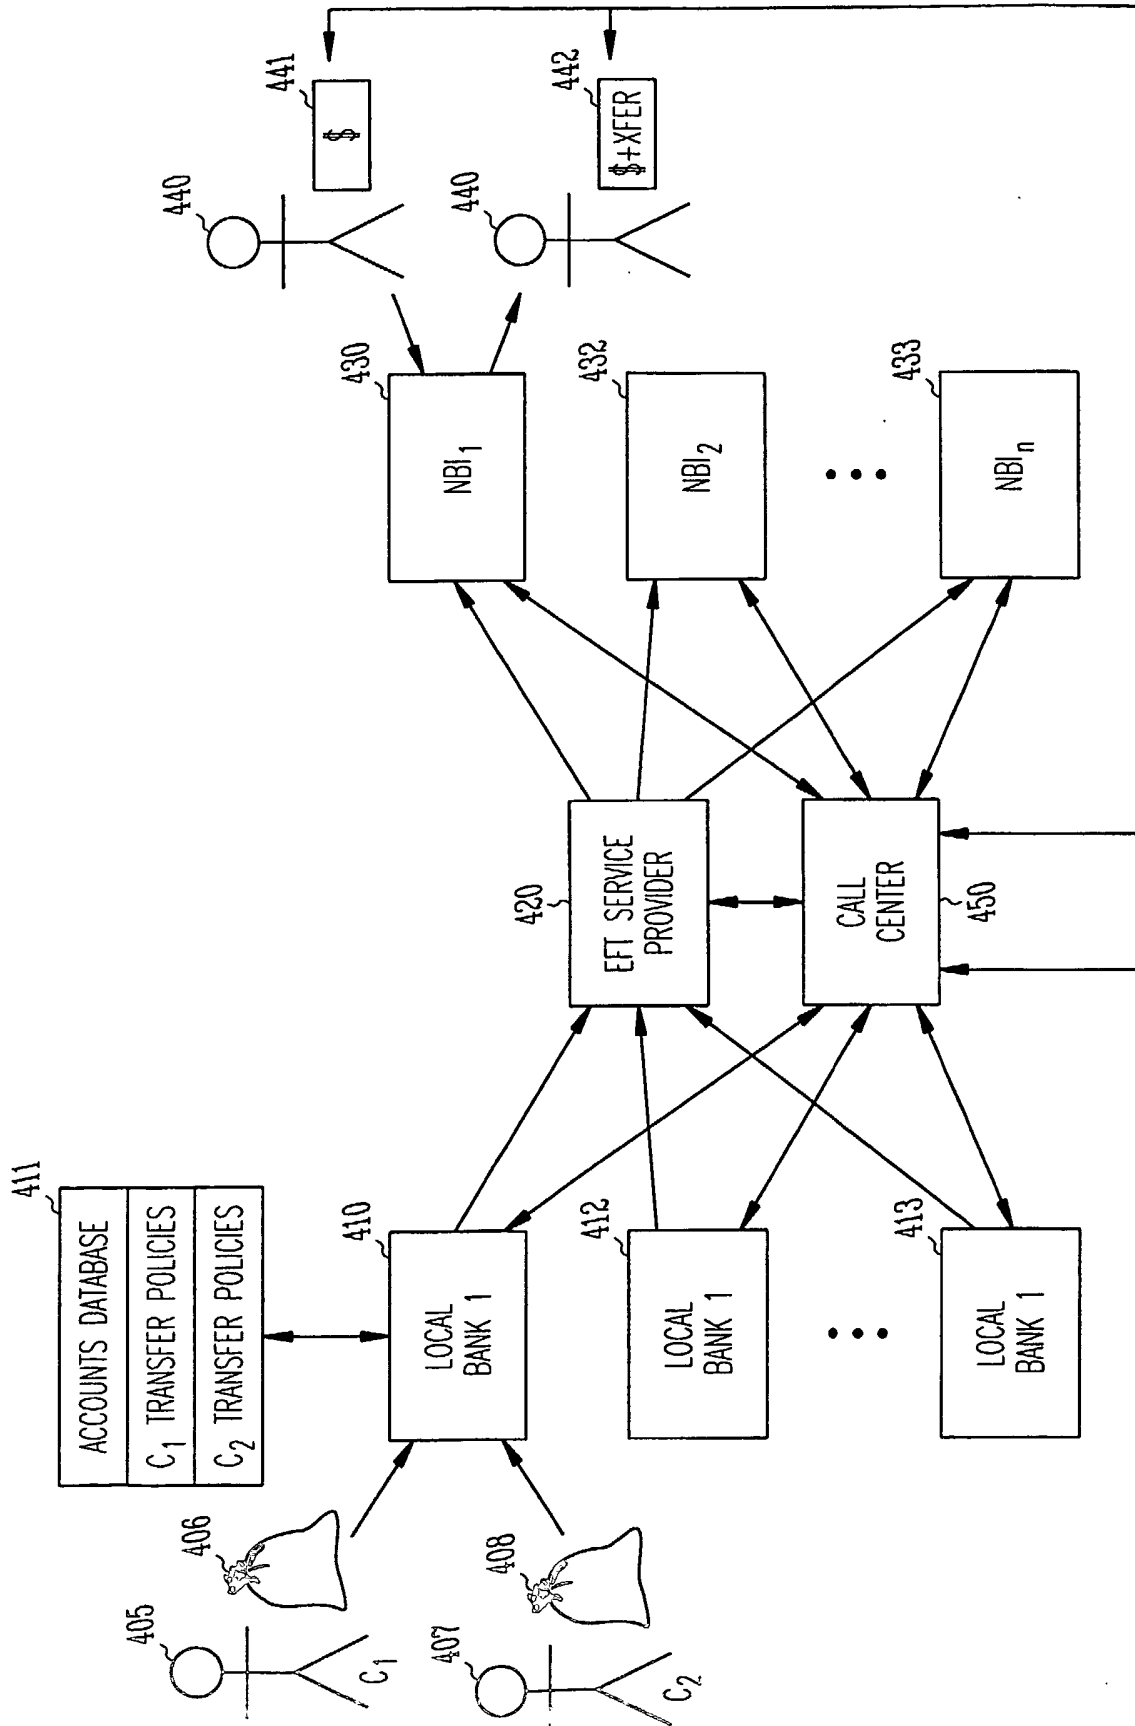 405
C1
406
407
C2
408
411
ACCOUNTS DATABASE
C1 TRANSFER POLICIES
C2 TRANSFER POLICIES
410
LOCAL
BANK 1
412
LOCAL
BANK 1
413
LOCAL
BANK 1
420
EFT SERVICE
PROVIDER
CALL
CENTER
450
430
NBI1
432
NBI2
433
NBIn
440
441
$
440
442
$+XFER